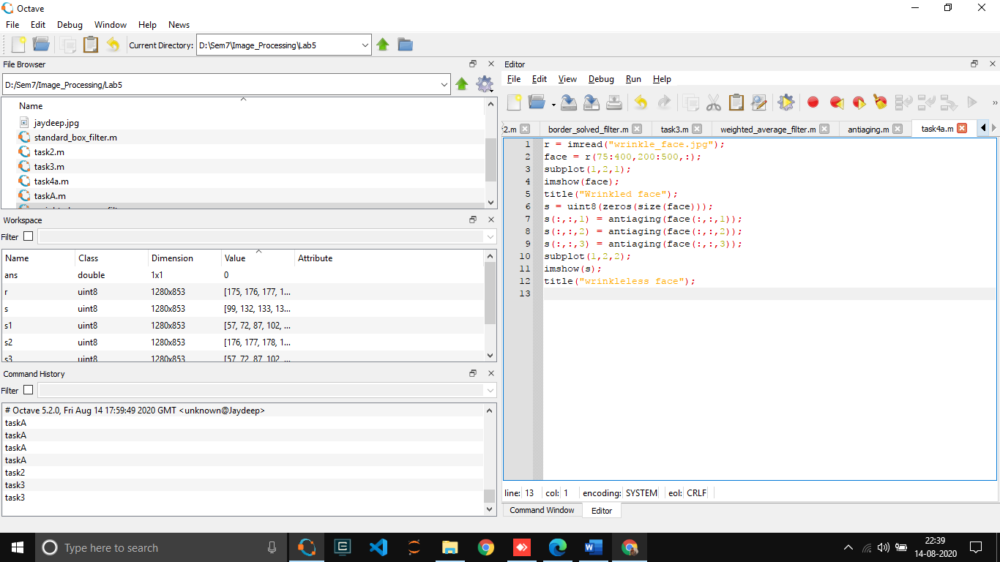 Octave
File Edit Debug Window Help News
Current Directory: D:\Sem7\Image_Processing\Lab5
File Browser
D:/Sem7/Image_Processing/Lab5
Name
jaydeep.jpg
standard_box_filter.m
task2.m
task3.m
task4a.m
taskA.m
Workspace
Filter
Name Class Dimension Value Attribute
ans double 1x1 0
r uint8 1280x853 [175, 176, 177, 1...
s uint8 1280x853 [99, 132, 133, 13...
s1 uint8 1280x853 [57, 72, 87, 102, ...
s2 uint8 1280x853 [176, 177, 178, 1...
s3 uint8 1280x853 [57, 72, 87, 102, ...
Command History
Filter
# Octave 5.2.0, Fri Aug 14 17:59:49 2020 GMT <unknown@Jaydeep>
taskA
taskA
taskA
taskA
task2
task3
task3
Editor
File Edit View Debug Run Help
2.m border_solved_filter.m task3.m weighted_average_filter.m antiaging.m task4a.m
1 r = imread("wrinkle_face.jpg");
2 face = r(75:400,200:500,:);
3 subplot(1,2,1);
4 imshow(face);
5 title("Wrinkled face");
6 s = uint8(zeros(size(face)));
7 s(:,:,1) = antiaging(face(:,:,1));
8 s(:,:,2) = antiaging(face(:,:,2));
9 s(:,:,3) = antiaging(face(:,:,3));
10 subplot(1,2,2);
11 imshow(s);
12 title("wrinkleless face");
13
line: 13 col: 1 encoding: SYSTEM eol: CRLF
Command Window Editor
Type here to search
22:39
14-08-2020